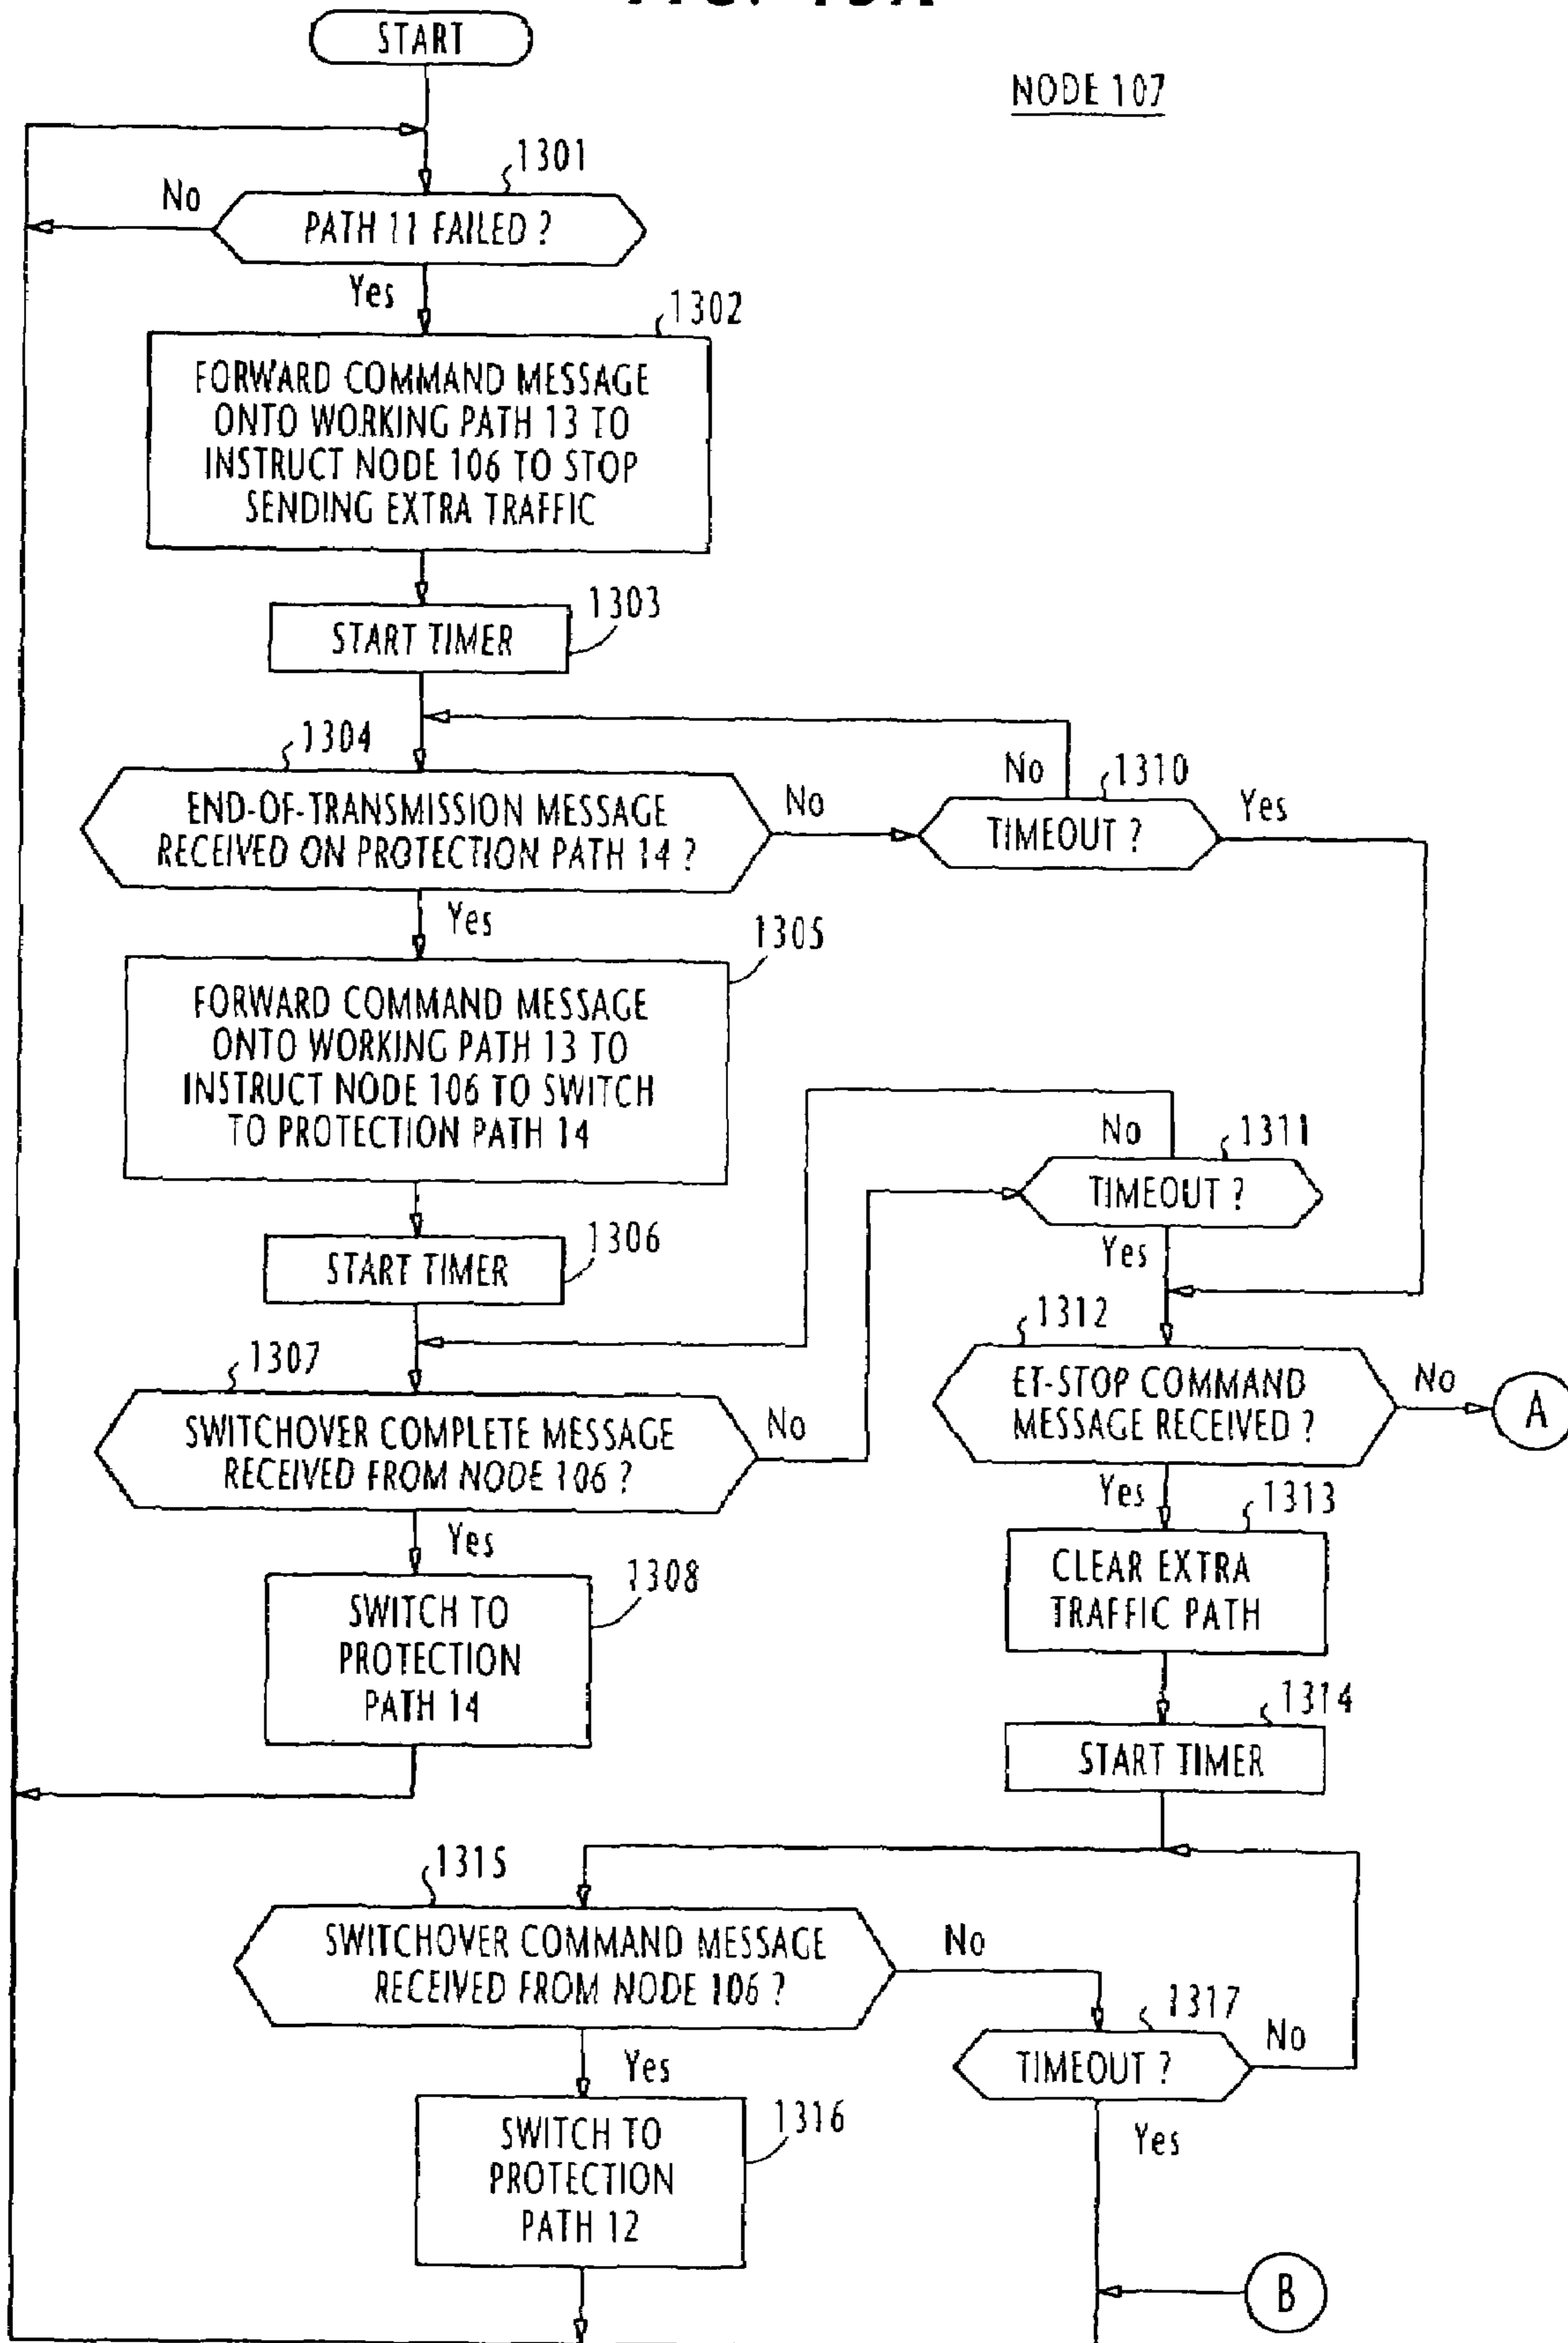 START
NODE 107
1301
No
PATH 11 FAILED ?
Yes
1302
FORWARD COMMAND MESSAGE
ONTO WORKING PATH 13 TO
INSTRUCT NODE 106 TO STOP
SENDING EXTRA TRAFFIC
1303
START TIMER
1304
END-OF-TRANSMISSION MESSAGE
RECEIVED ON PROTECTION PATH 14 ?
No
No
1310
TIMEOUT ?
Yes
Yes
1305
FORWARD COMMAND MESSAGE
ONTO WORKING PATH 13 TO
INSTRUCT NODE 106 TO SWITCH
TO PROTECTION PATH 14
No
1311
TIMEOUT ?
Yes
1306
START TIMER
1307
SWITCHOVER COMPLETE MESSAGE
RECEIVED FROM NODE 106 ?
No
1312
ET-STOP COMMAND
MESSAGE RECEIVED ?
No
A
Yes
1308
SWITCH TO
PROTECTION
PATH 14
Yes
1313
CLEAR EXTRA
TRAFFIC PATH
1314
START TIMER
1315
SWITCHOVER COMMAND MESSAGE
RECEIVED FROM NODE 106 ?
No
1317
TIMEOUT ?
No
Yes
Yes
1316
SWITCH TO
PROTECTION
PATH 12
B